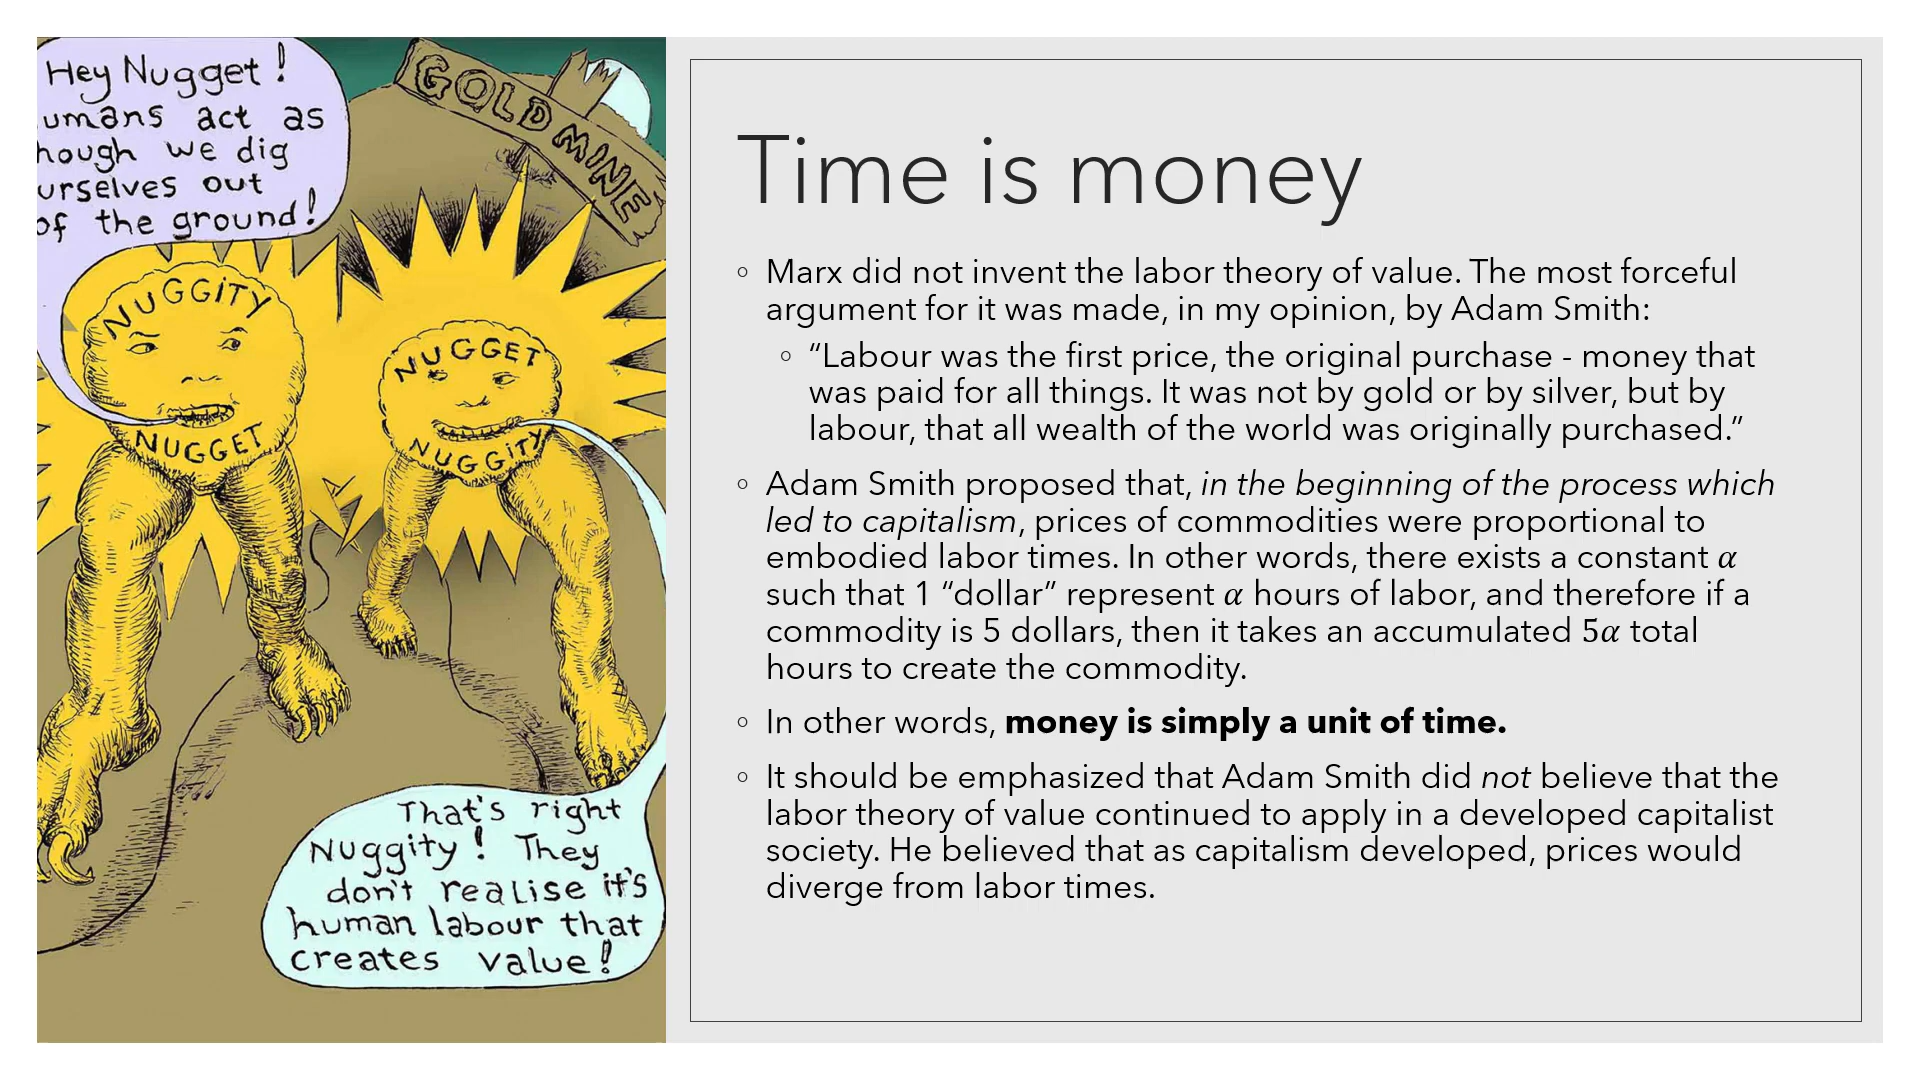 Hey Nugget!
umans act as
hough we dig
urselves out
of the ground!
GOLD MINE
NUGGITY
NUGGET
NUGGET
NUGGITY
That's right
Nuggity! They
don't realise it's
human labour that
creates value!
Time is money
◦ Marx did not invent the labor theory of value. The most forceful
argument for it was made, in my opinion, by Adam Smith:
◦ “Labour was the first price, the original purchase - money that
was paid for all things. It was not by gold or by silver, but by
labour, that all wealth of the world was originally purchased.”
◦ Adam Smith proposed that, in the beginning of the process which
led to capitalism, prices of commodities were proportional to
embodied labor times. In other words, there exists a constant α
such that 1 “dollar” represent α hours of labor, and therefore if a
commodity is 5 dollars, then it takes an accumulated 5α total
hours to create the commodity.
◦ In other words, money is simply a unit of time.
◦ It should be emphasized that Adam Smith did not believe that the
labor theory of value continued to apply in a developed capitalist
society. He believed that as capitalism developed, prices would
diverge from labor times.